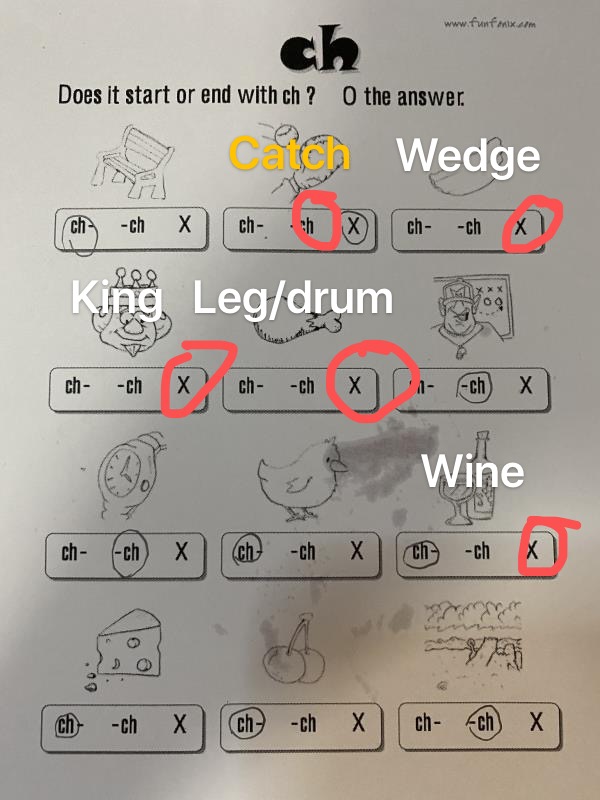 www.funfonix.com
ch
Does it start or end with ch ? O the answer.
Catch Wedge
ch- -ch X ch- -ch X ch- -ch X
King Leg/drum
ch- -ch X ch- -ch X ch- -ch X
Wine
ch- -ch X ch- -ch X ch- -ch X
ch- -ch X ch- -ch X ch- -ch X